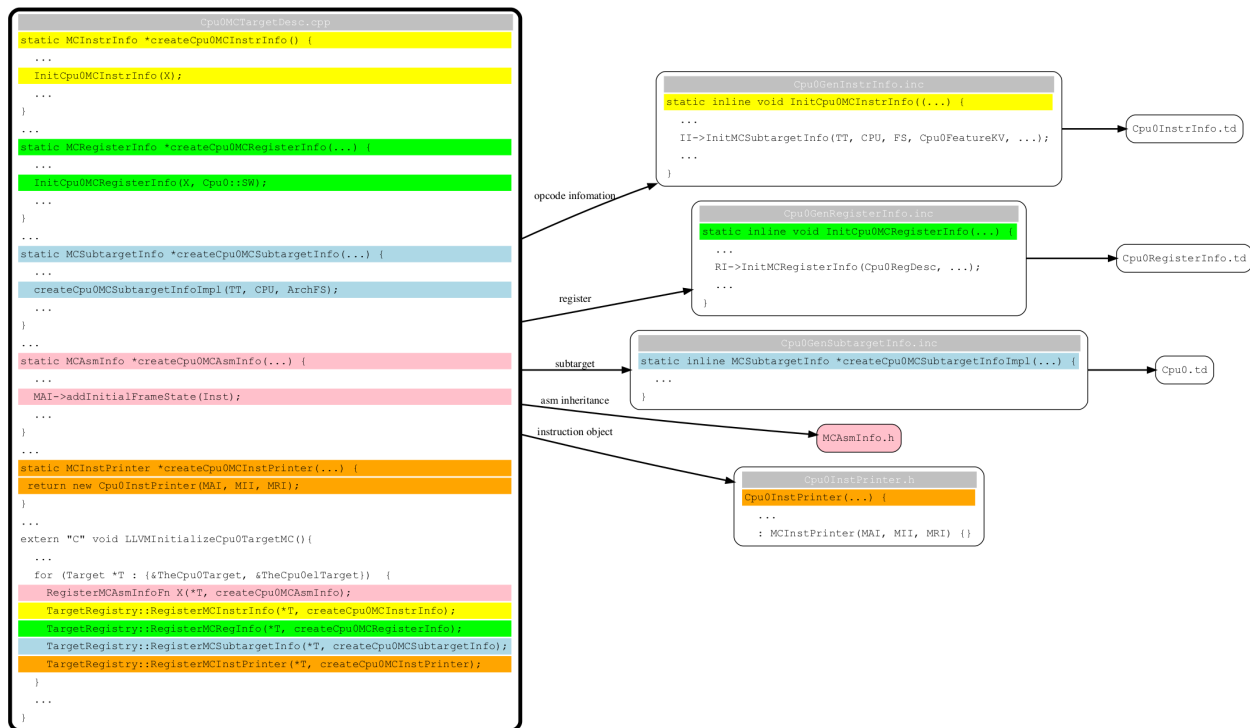 Cpu0MCTargetDesc.cpp
static MCInstrInfo *createCpu0MCInstrInfo() {
...
InitCpu0MCInstrInfo(X);
...
}
...
static MCRegisterInfo *createCpu0MCRegisterInfo(...) {
...
InitCpu0MCRegisterInfo(X, Cpu0::SW);
...
}
...
static MCSubtargetInfo *createCpu0MCSubtargetInfo(...) {
...
createCpu0MCSubtargetInfoImpl(TT, CPU, ArchFS);
...
}
...
static MCAsmInfo *createCpu0MCAsmInfo(...) {
...
MAI->addInitialFrameState(Inst);
...
}
...
static MCInstPrinter *createCpu0MCInstPrinter(...) {
return new Cpu0InstPrinter(MAI, MII, MRI);
}
...
extern "C" void LLVMInitializeCpu0TargetMC(){
...
for (Target *T : {&TheCpu0Target, &TheCpu0elTarget})  {
RegisterMCAsmInfoFn X(*T, createCpu0MCAsmInfo);
TargetRegistry::RegisterMCInstrInfo(*T, createCpu0MCInstrInfo);
TargetRegistry::RegisterMCRegInfo(*T, createCpu0MCRegisterInfo);
TargetRegistry::RegisterMCSubtargetInfo(*T, createCpu0MCSubtargetInfo);
TargetRegistry::RegisterMCInstPrinter(*T, createCpu0MCInstPrinter);
}
...
}
opcode infomation
register
subtarget
asm inheritance
instruction object
Cpu0GenInstrInfo.inc
static inline void InitCpu0MCInstrInfo((...) {
...
II->InitMCSubtargetInfo(TT, CPU, FS, Cpu0FeatureKV, ...);
...
}
Cpu0InstrInfo.td
Cpu0GenRegisterInfo.inc
static inline void InitCpu0MCRegisterInfo(...) {
...
RI->InitMCRegisterInfo(Cpu0RegDesc, ...);
...
}
Cpu0RegisterInfo.td
Cpu0GenSubtargetInfo.inc
static inline MCSubtargetInfo *createCpu0MCSubtargetInfoImpl(...) {
...
}
Cpu0.td
MCAsmInfo.h
Cpu0InstPrinter.h
Cpu0InstPrinter(...) {
...
: MCInstPrinter(MAI, MII, MRI) {}